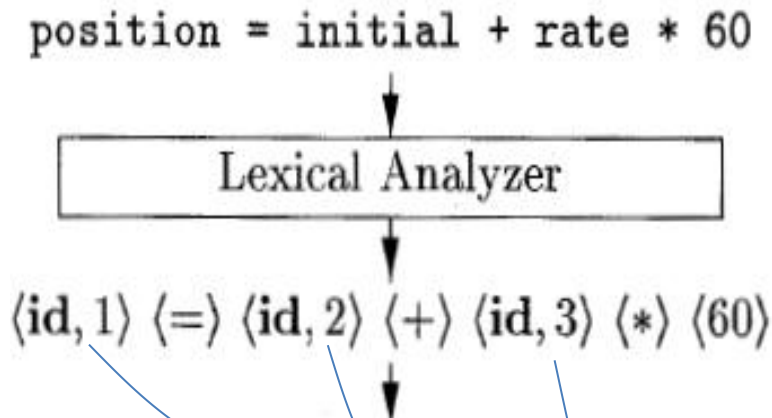 position = initial + rate * 60
Lexical Analyzer
⟨id, 1⟩ ⟨=⟩ ⟨id, 2⟩ ⟨+⟩ ⟨id, 3⟩ ⟨*⟩ ⟨60⟩